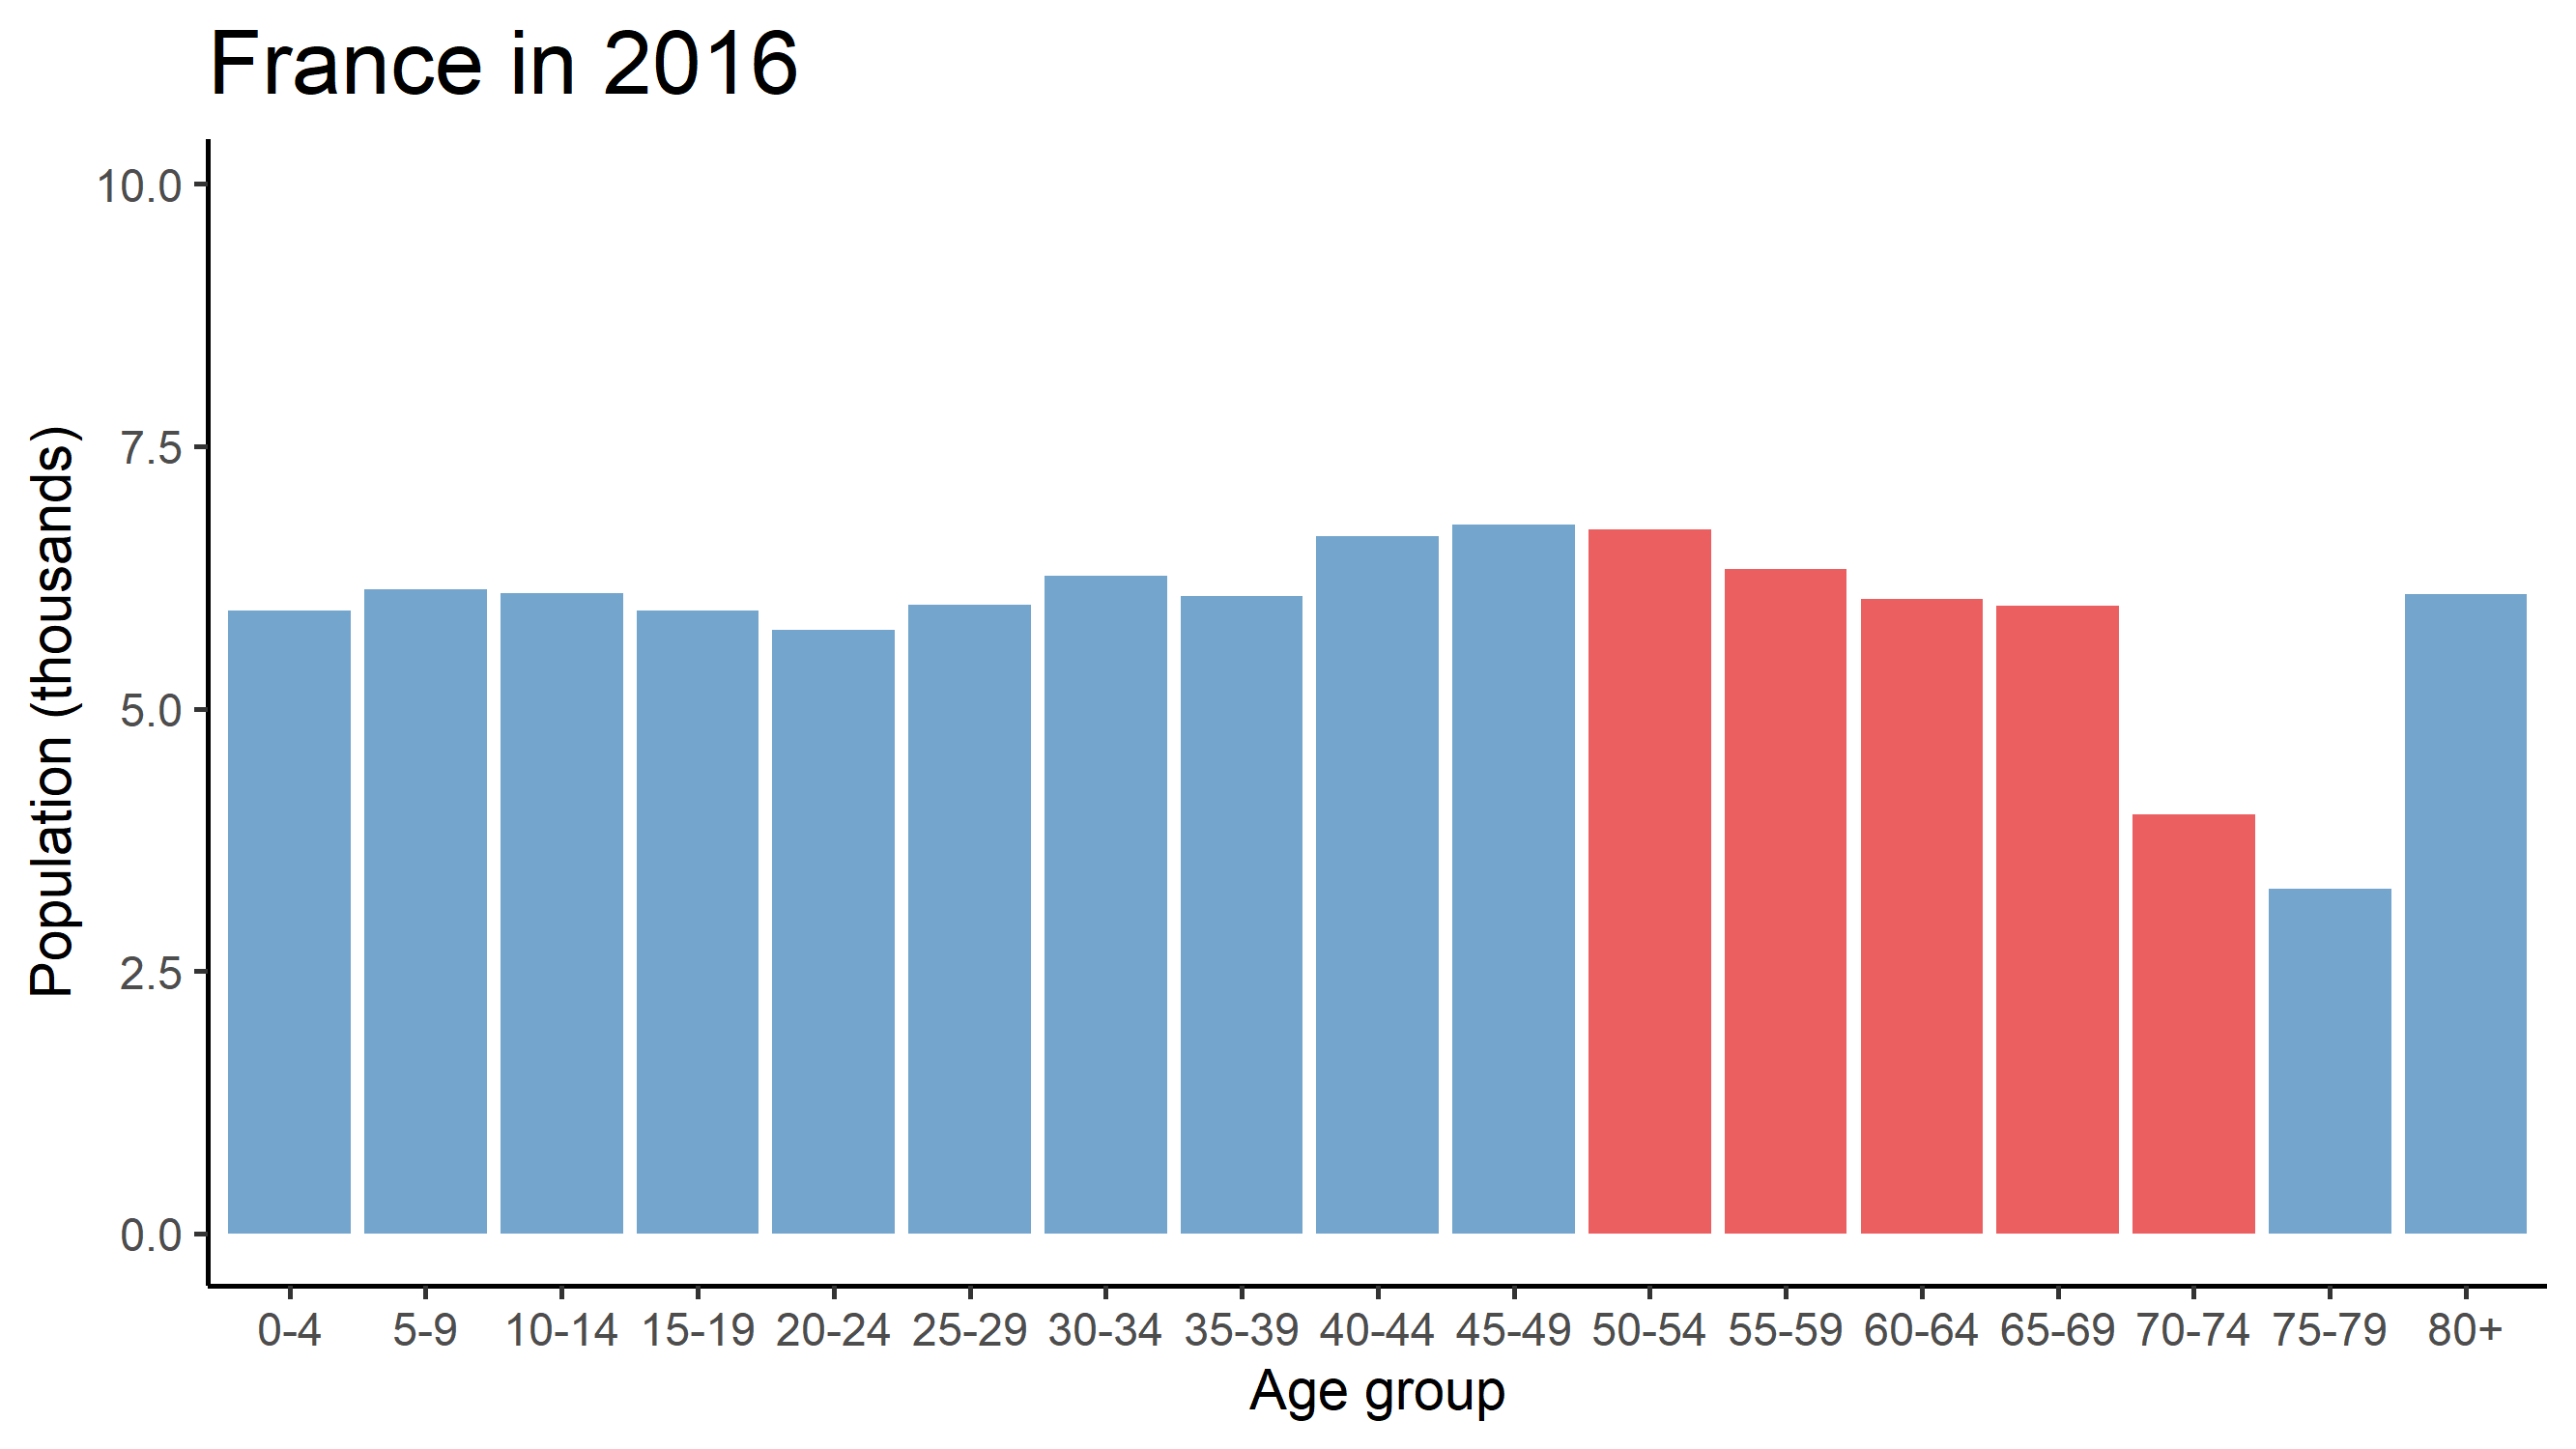 France in 2016
Population (thousands)
10.0
7.5
5.0
2.5
0.0
0-4 5-9 10-14 15-19 20-24 25-29 30-34 35-39 40-44 45-49 50-54 55-59 60-64 65-69 70-74 75-79 80+
Age group